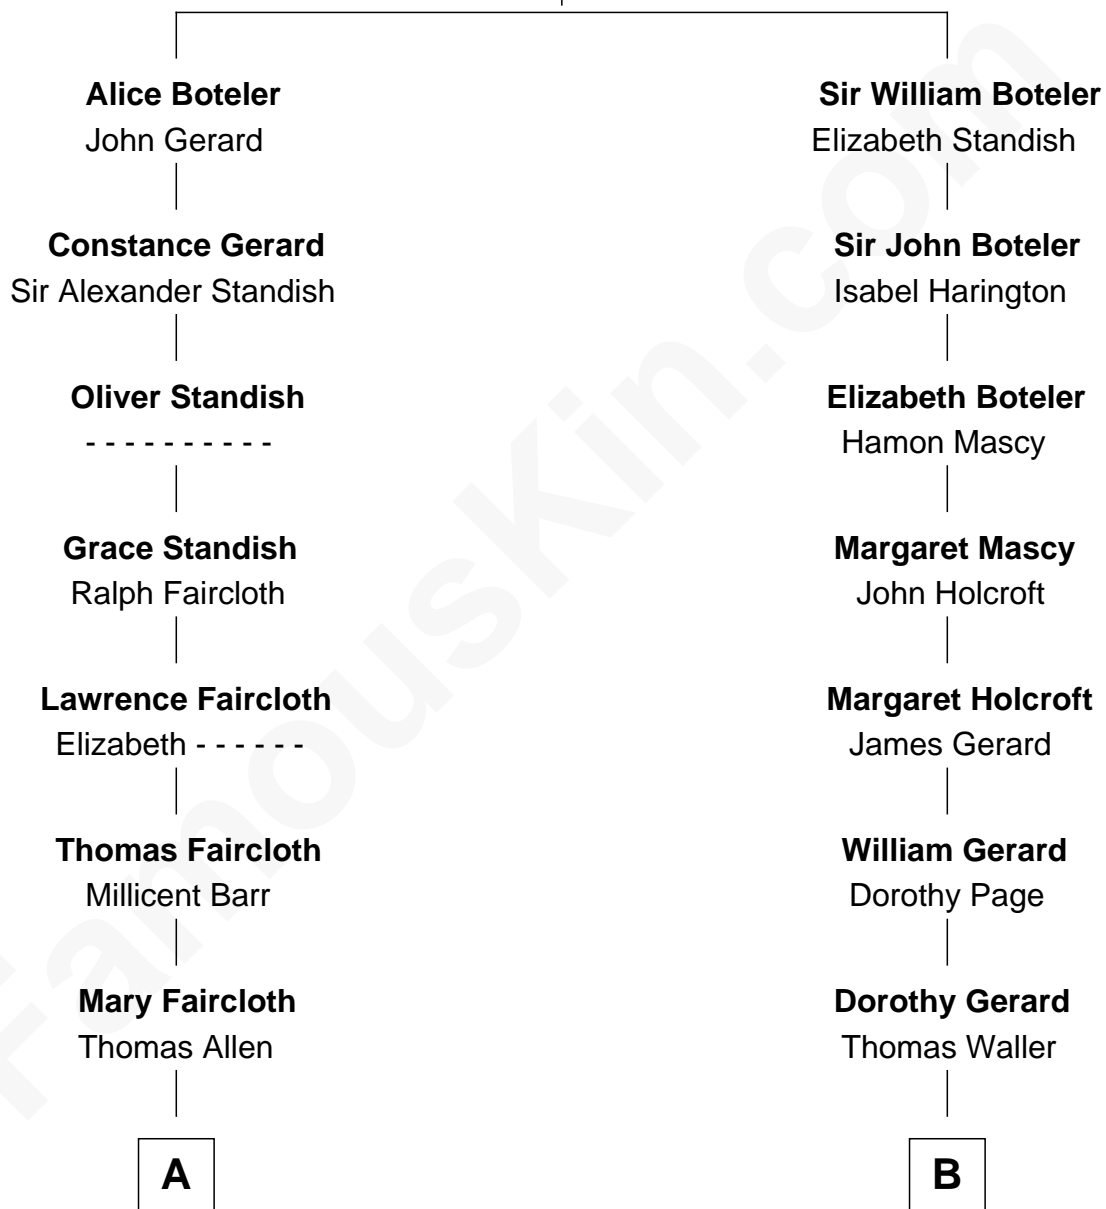 Alice Boteler
John Gerard
Constance Gerard
Sir Alexander Standish
Oliver Standish
- - - - - - - - - -
Grace Standish
Ralph Faircloth
Lawrence Faircloth
Elizabeth - - - - - -
Thomas Faircloth
Millicent Barr
Mary Faircloth
Thomas Allen
A
Sir William Boteler
Elizabeth Standish
Sir John Boteler
Isabel Harington
Elizabeth Boteler
Hamon Mascy
Margaret Mascy
John Holcroft
Margaret Holcroft
James Gerard
William Gerard
Dorothy Page
Dorothy Gerard
Thomas Waller
B
FamousKin.com